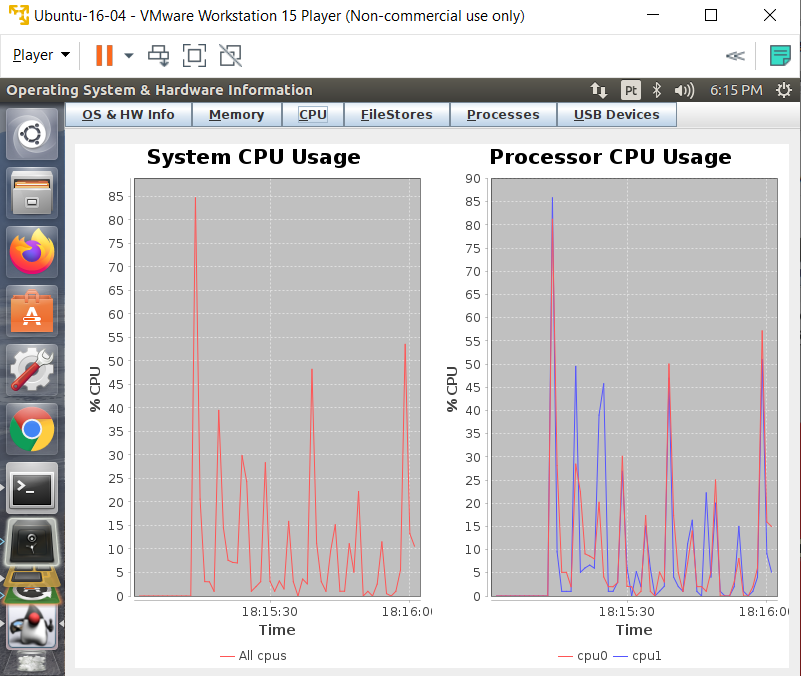 Ubuntu-16-04 - VMware Workstation 15 Player (Non-commercial use only)
Player
Operating System & Hardware Information
Pt
6:15 PM
OS & HW Info
Memory
CPU
FileStores
Processes
USB Devices
System CPU Usage
85
80
75
70
65
60
55
50
45
40
35
30
25
20
15
10
5
0
% CPU
18:15:30
18:16:00
Time
All cpus
Processor CPU Usage
90
85
80
75
70
65
60
55
50
45
40
35
30
25
20
15
10
5
0
% CPU
18:15:30
18:16:00
Time
cpu0
cpu1